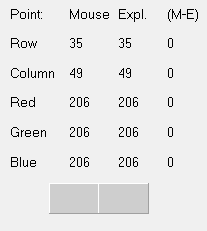 Point: Mouse Expl. (M-E)
Row 35 35 0
Column 49 49 0
Red 206 206 0
Green 206 206 0
Blue 206 206 0